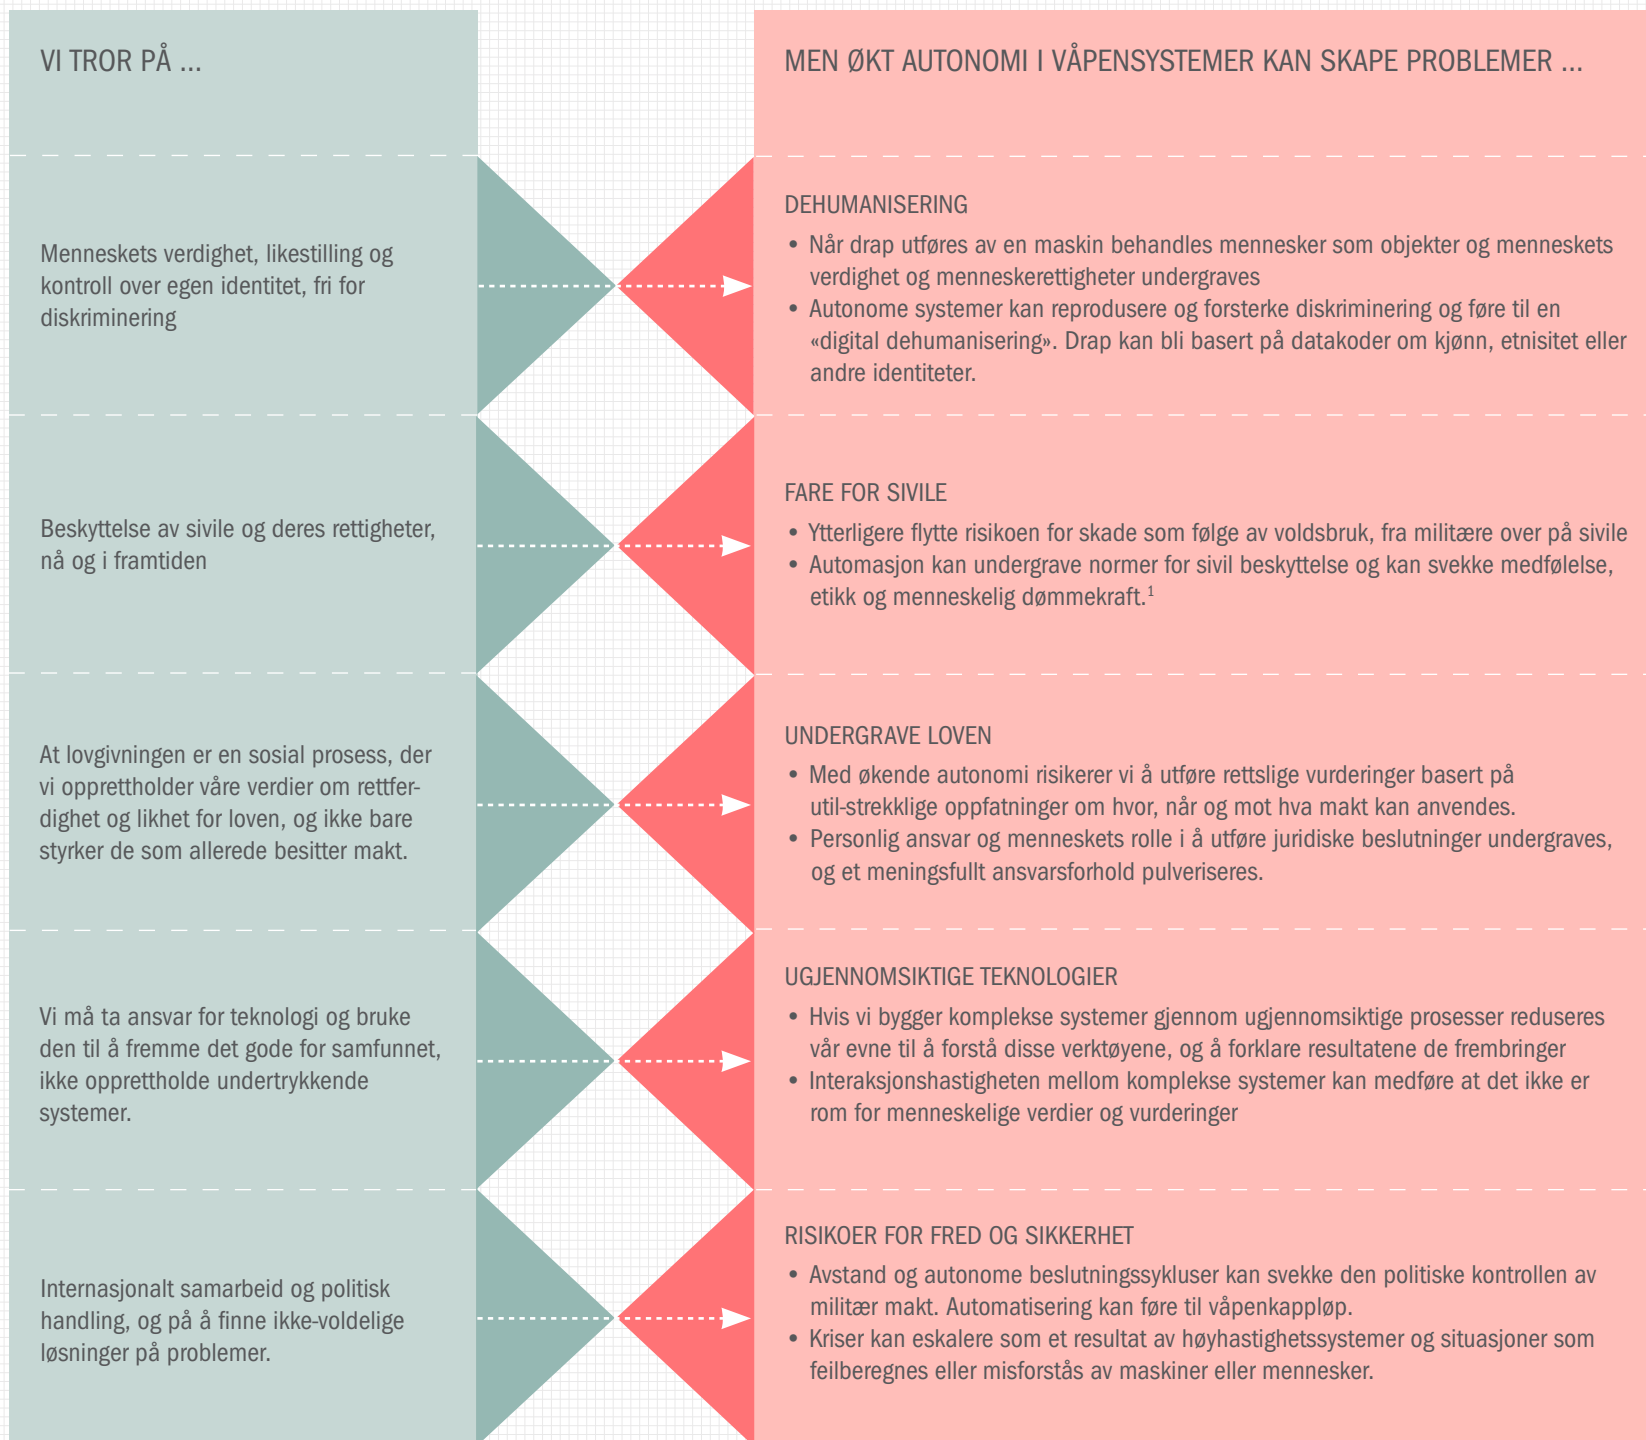 VI TROR PÅ ...
MEN ØKT AUTONOMI I VÅPENSYSTEMER KAN SKAPE PROBLEMER ...
Menneskets verdighet, likestilling og
kontroll over egen identitet, fri for
diskriminering
DEHUMANISERING
• Når drap utføres av en maskin behandles mennesker som objekter og menneskets
verdighet og menneskerettigheter undergraves
• Autonome systemer kan reprodusere og forsterke diskriminering og føre til en
«digital dehumanisering». Drap kan bli basert på datakoder om kjønn, etnisitet eller
andre identiteter.
Beskyttelse av sivile og deres rettigheter,
nå og i framtiden
FARE FOR SIVILE
• Ytterligere flytte risikoen for skade som følge av voldsbruk, fra militære over på sivile
• Automasjon kan undergrave normer for sivil beskyttelse og kan svekke medfølelse,
etikk og menneskelig dømmekraft.¹
At lovgivningen er en sosial prosess, der
vi opprettholder våre verdier om rettfer-
dighet og likhet for loven, og ikke bare
styrker de som allerede besitter makt.
UNDERGRAVE LOVEN
• Med økende autonomi risikerer vi å utføre rettslige vurderinger basert på
util-strekklige oppfatninger om hvor, når og mot hva makt kan anvendes.
• Personlig ansvar og menneskets rolle i å utføre juridiske beslutninger undergraves,
og et meningsfullt ansvarsforhold pulveriseres.
Vi må ta ansvar for teknologi og bruke
den til å fremme det gode for samfunnet,
ikke opprettholde undertrykkende
systemer.
UGJENNOMSIKTIGE TEKNOLOGIER
• Hvis vi bygger komplekse systemer gjennom ugjennomsiktige prosesser reduseres
vår evne til å forstå disse verktøyene, og å forklare resultatene de frembringer
• Interaksjonshastigheten mellom komplekse systemer kan medføre at det ikke er
rom for menneskelige verdier og vurderinger
Internasjonalt samarbeid og politisk
handling, og på å finne ikke-voldelige
løsninger på problemer.
RISIKOER FOR FRED OG SIKKERHET
• Avstand og autonome beslutningssykluser kan svekke den politiske kontrollen av
militær makt. Automatisering kan føre til våpenkappløp.
• Kriser kan eskalere som et resultat av høyhastighetssystemer og situasjoner som
feilberegnes eller misforstås av maskiner eller mennesker.